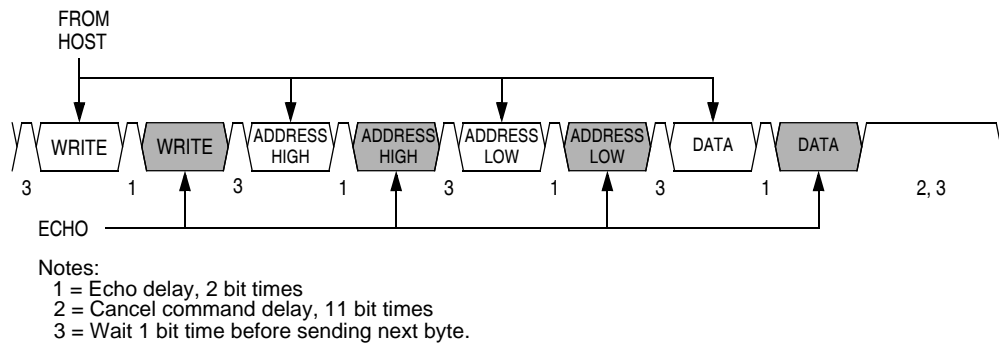 FROM
HOST
WRITE WRITE ADDRESS HIGH ADDRESS HIGH ADDRESS LOW ADDRESS LOW DATA DATA
3 1 3 1 3 1 3 1 2, 3
ECHO
Notes:
1 = Echo delay, 2 bit times
2 = Cancel command delay, 11 bit times
3 = Wait 1 bit time before sending next byte.